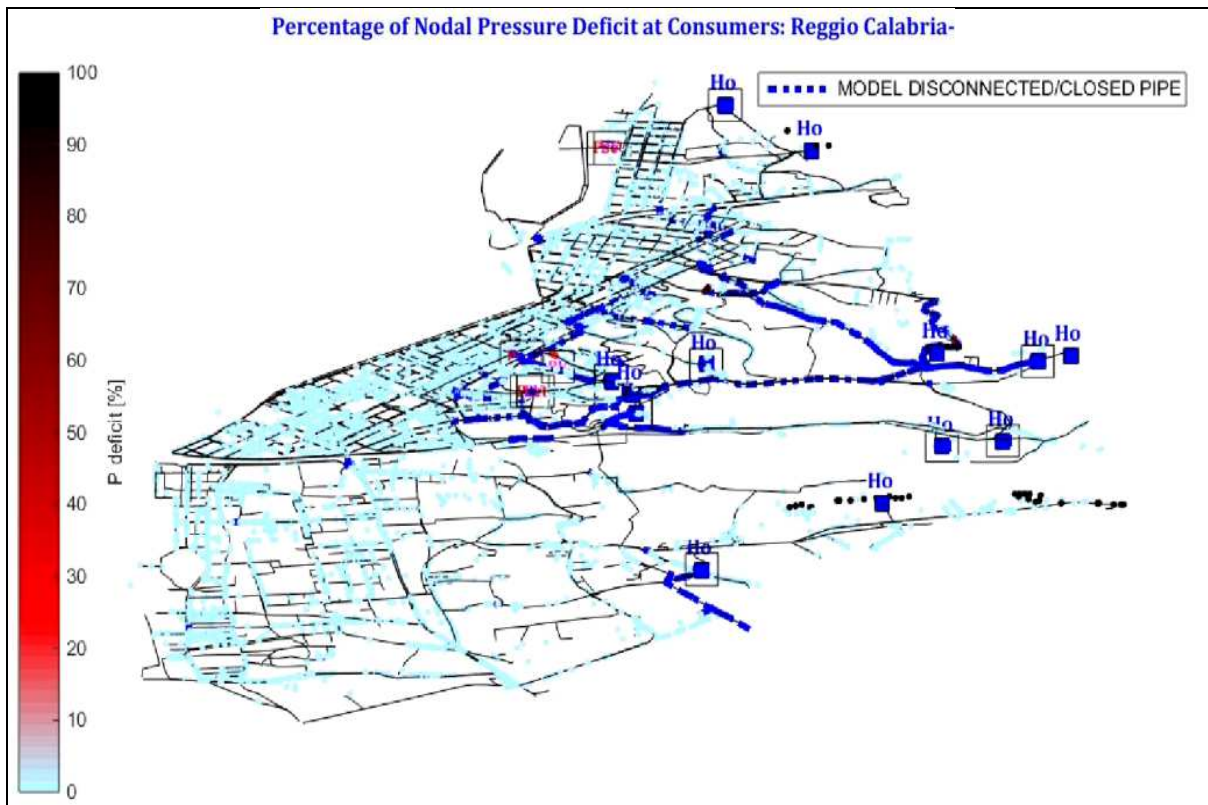 Percentage of Nodal Pressure Deficit at Consumers: Reggio Calabria-
MODEL DISCONNECTED/CLOSED PIPE
P deficit [%]
100
90
80
70
60
50
40
30
20
10
0
Ho
Ho
Ho
Ho
Ho
Ho
Ho
Ho
Ho
Ho
Ho
Ho